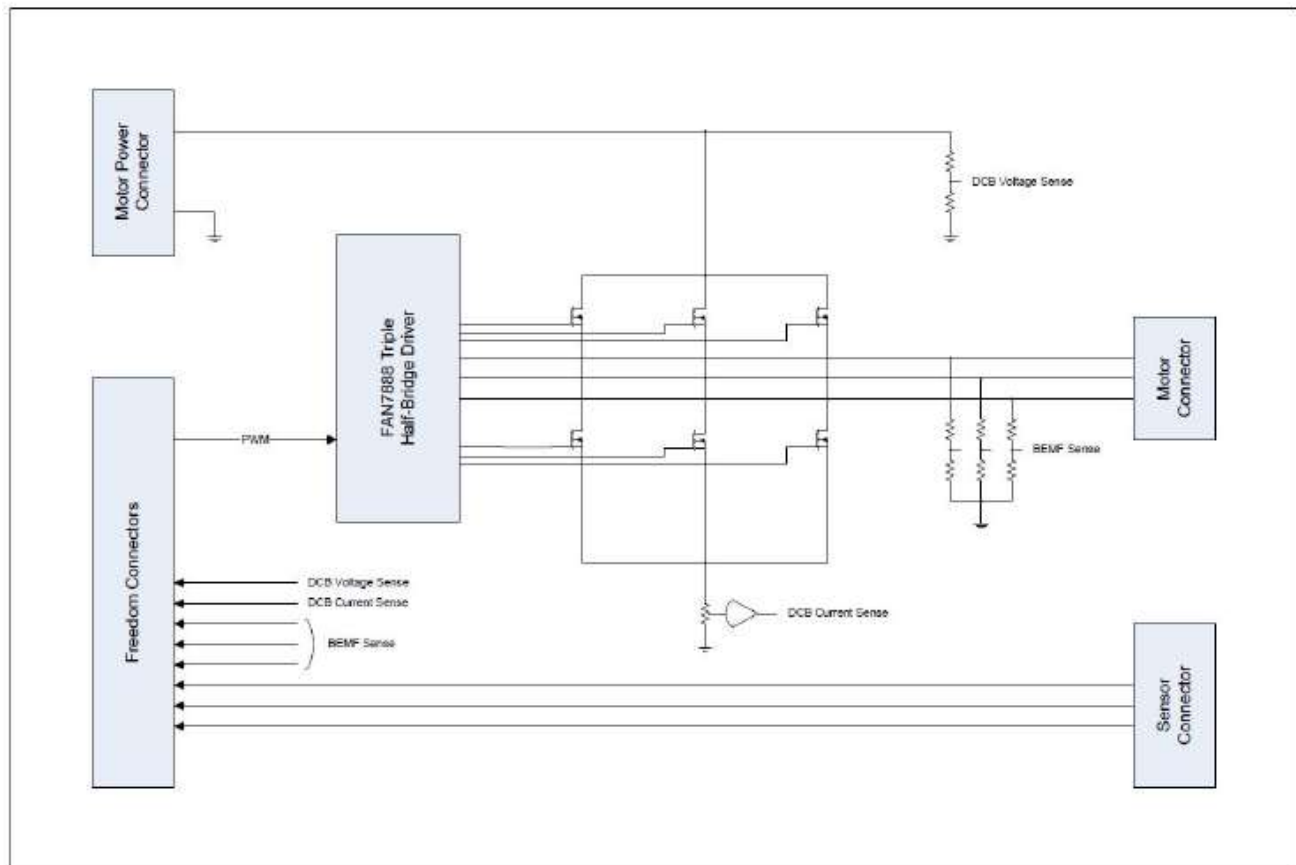 Motor Power
Connector
DCB Voltage Sense
FAN7888 Triple
Half-Bridge Driver
Motor
Connector
PWM
BEMF Sense
Freedom Connectors
DCB Voltage Sense
DCB Current Sense
BEMF Sense
DCB Current Sense
Sensor
Connector